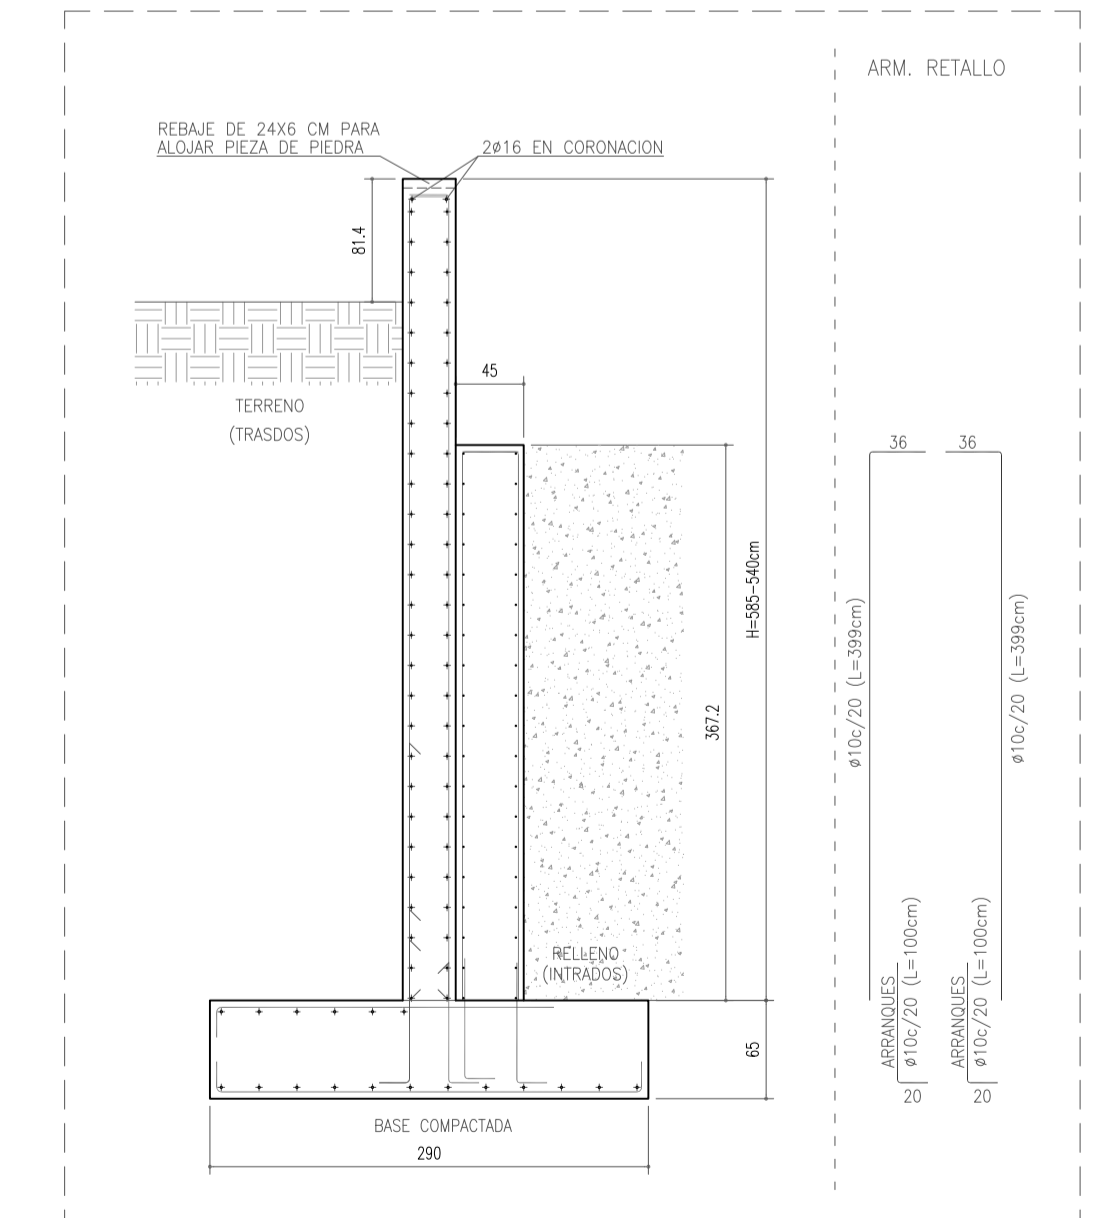 ARM. RETALLO
REBAJE DE 24X6 CM PARA
ALOJAR PIEZA DE PIEDRA
2ø16 EN CORONACION
81.4
45
TERRENO
(TRASDOS)
36
36
H=585-540cm
367.2
ø10c/20 (L=399cm)
ø10c/20 (L=399cm)
RELLENO
(INTRADOS)
65
ARRANQUES
ø10c/20 (L=100cm)
20
ARRANQUES
ø10c/20 (L=100cm)
20
BASE COMPACTADA
290